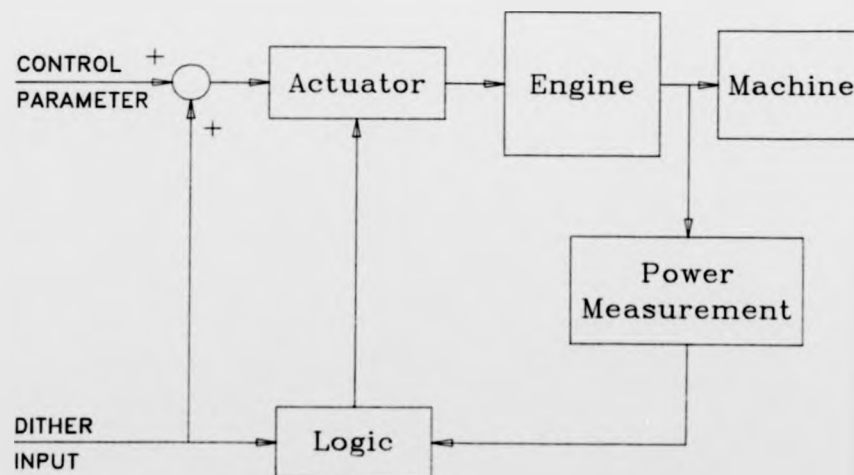 CONTROL
PARAMETER
+
+
Actuator
Engine
Machine
Power
Measurement
DITHER
INPUT
Logic